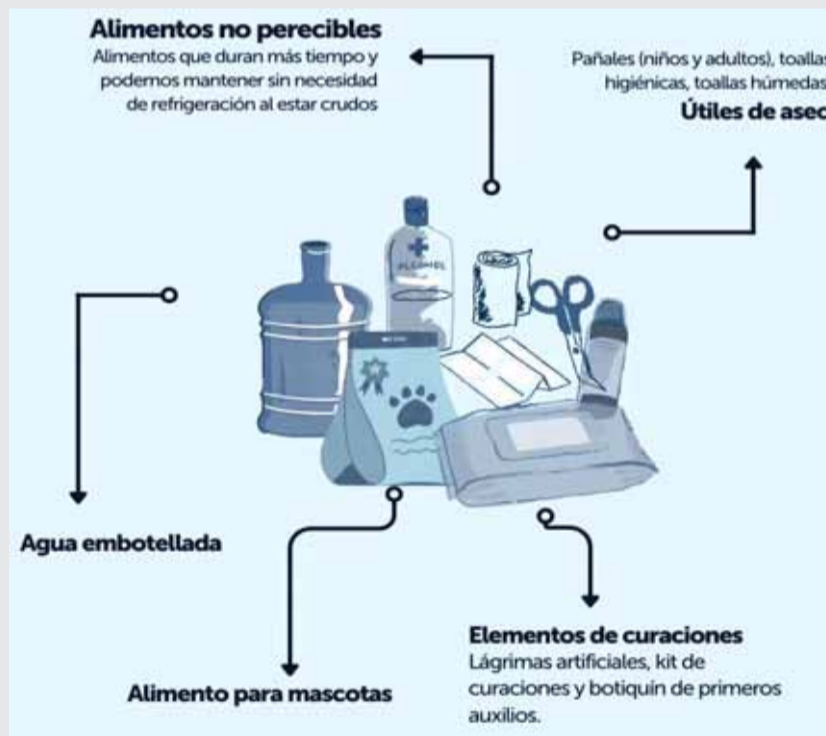 Alimentos no perecibles
Alimentos que duran más tiempo y
podemos mantener sin necesidad
de refrigeración al estar crudos
Pañales (niños y adultos), toallas
higiénicas, toallas húmedas
Útiles de aseo
ALCOHOL
Agua embotellada
Alimento para mascotas
Elementos de curaciones
Lágrimas artificiales, kit de
curaciones y botiquín de primeros
auxilios.